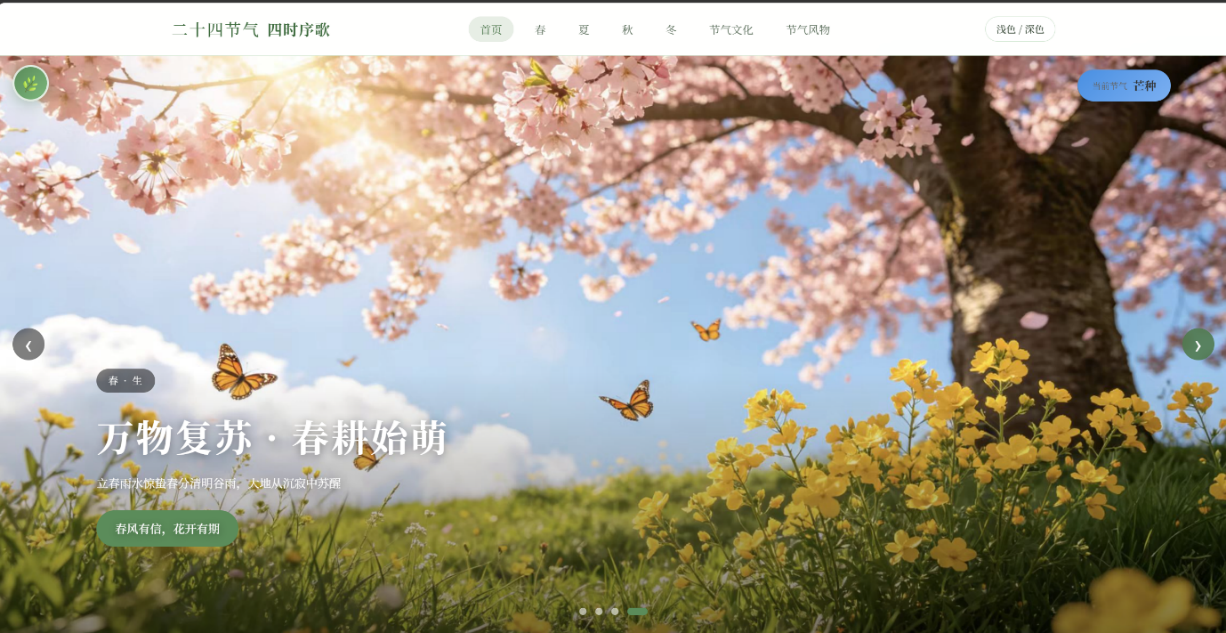 二十四节气 四时序歌
首页 春 夏 秋 冬 节气文化 节气风物
浅色 / 深色
当前节气 芒种
春 · 生
万物复苏 · 春耕始萌
立春雨水惊蛰春分清明谷雨，大地从沉寂中苏醒
春风有信，花开有期